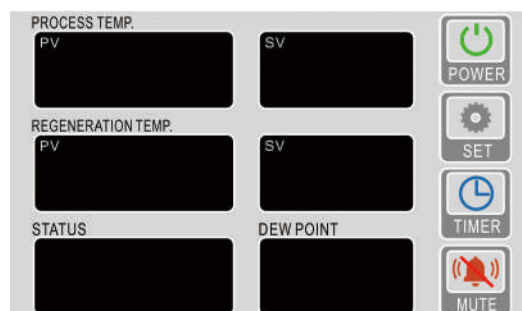 PROCESS TEMP.
PV
SV
POWER
REGENERATION TEMP.
PV
SV
SET
STATUS
DEW POINT
TIMER
MUTE